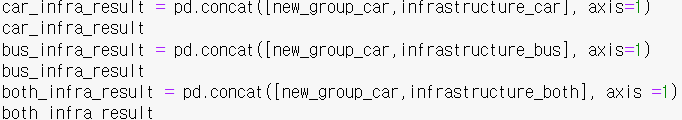 car_infra_result = pd.concat([new_group_car,infrastructure_car], axis=1)
car_infra_result
bus_infra_result = pd.concat([new_group_car,infrastructure_bus], axis=1)
bus_infra_result
both_infra_result = pd.concat([new_group_car,infrastructure_both], axis =1)
both_infra_result